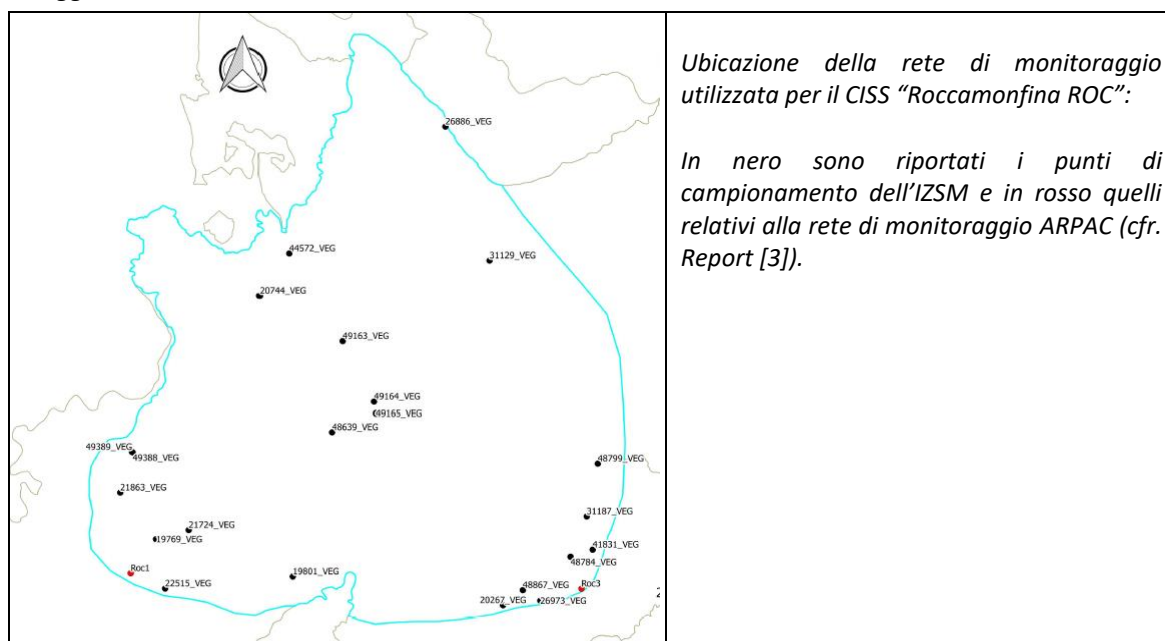 26886_VEG
44572_VEG
31129_VEG
20744_VEG
49163_VEG
49164_VEG
49165_VEG
48639_VEG
49389_VEG
49388_VEG
48799_VEG
21863_VEG
31187_VEG
21724_VEG
19769_VEG
41831_VEG
48784_VEG
Roc1
19801_VEG
22515_VEG
48867_VEG
Roc3
20267_VEG
26973_VEG
Ubicazione della rete di monitoraggio
utilizzata per il CISS “Roccamonfina ROC”:
In nero sono riportati i punti di
campionamento dell’IZSM e in rosso quelli
relativi alla rete di monitoraggio ARPAC (cfr.
Report [3]).